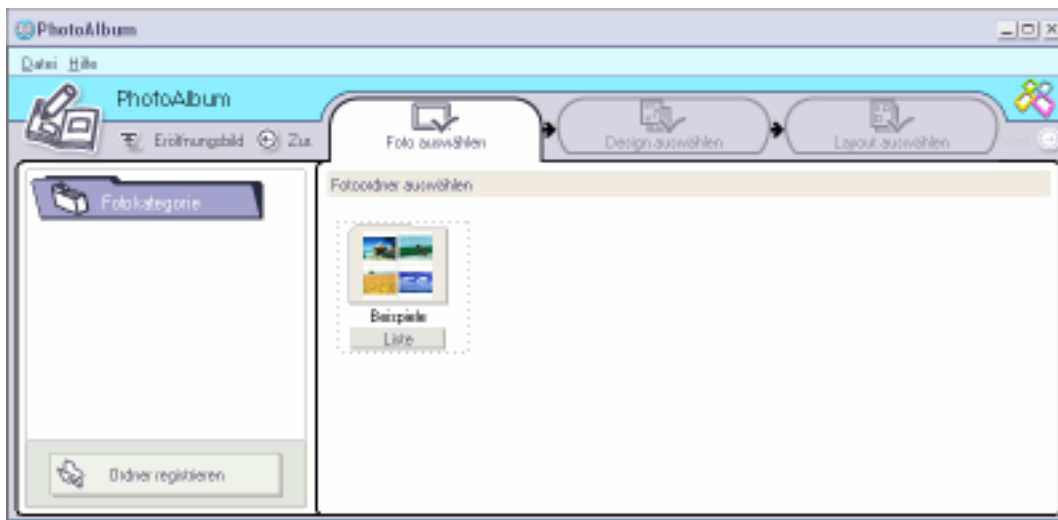 PhotoAlbum
Datei Hilfe
PhotoAlbum
Eröffnungsbild Zur
Foto auswählen
Design auswählen
Layout auswählen
Fotokategorie
Fotoordner auswählen
Beispiele
Liste
Ordner registrieren